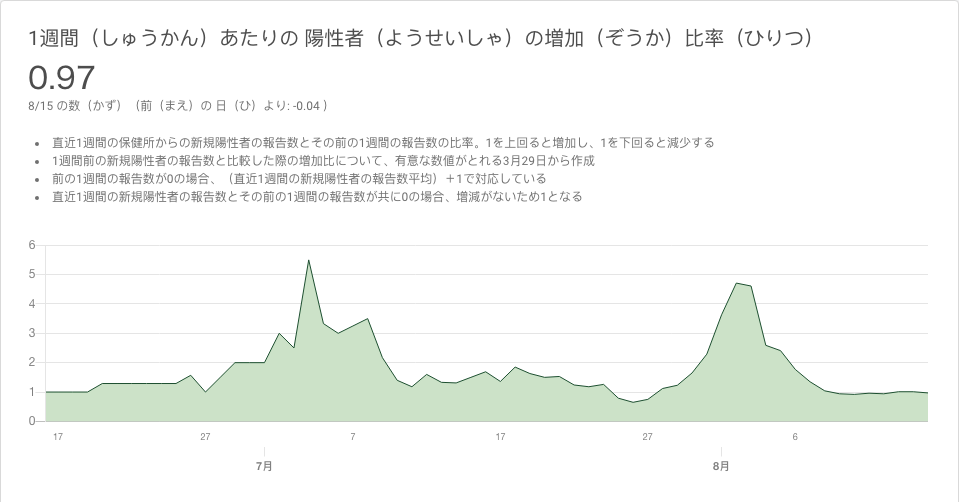 1週間（しゅうかん）あたりの 陽性者（ようせいしゃ）の増加（ぞうか）比率（ひりつ）
0.97
8/15 の数（かず）（前（まえ）の 日（ひ）より: -0.04 ）
• 直近1週間の保健所からの新規陽性者の報告数とその前の1週間の報告数の比率。1を上回ると増加し、1を下回ると減少する
• 1週間前の新規陽性者の報告数と比較した際の増加比について、有意な数値がとれる3月29日から作成
• 前の1週間の報告数が0の場合、（直近1週間の新規陽性者の報告数平均）＋1で対応している
• 直近1週間の新規陽性者の報告数とその前の1週間の報告数が共に0の場合、増減がないため1となる
6
5
4
3
2
1
0
17 27 7 17 27 6
7月 8月